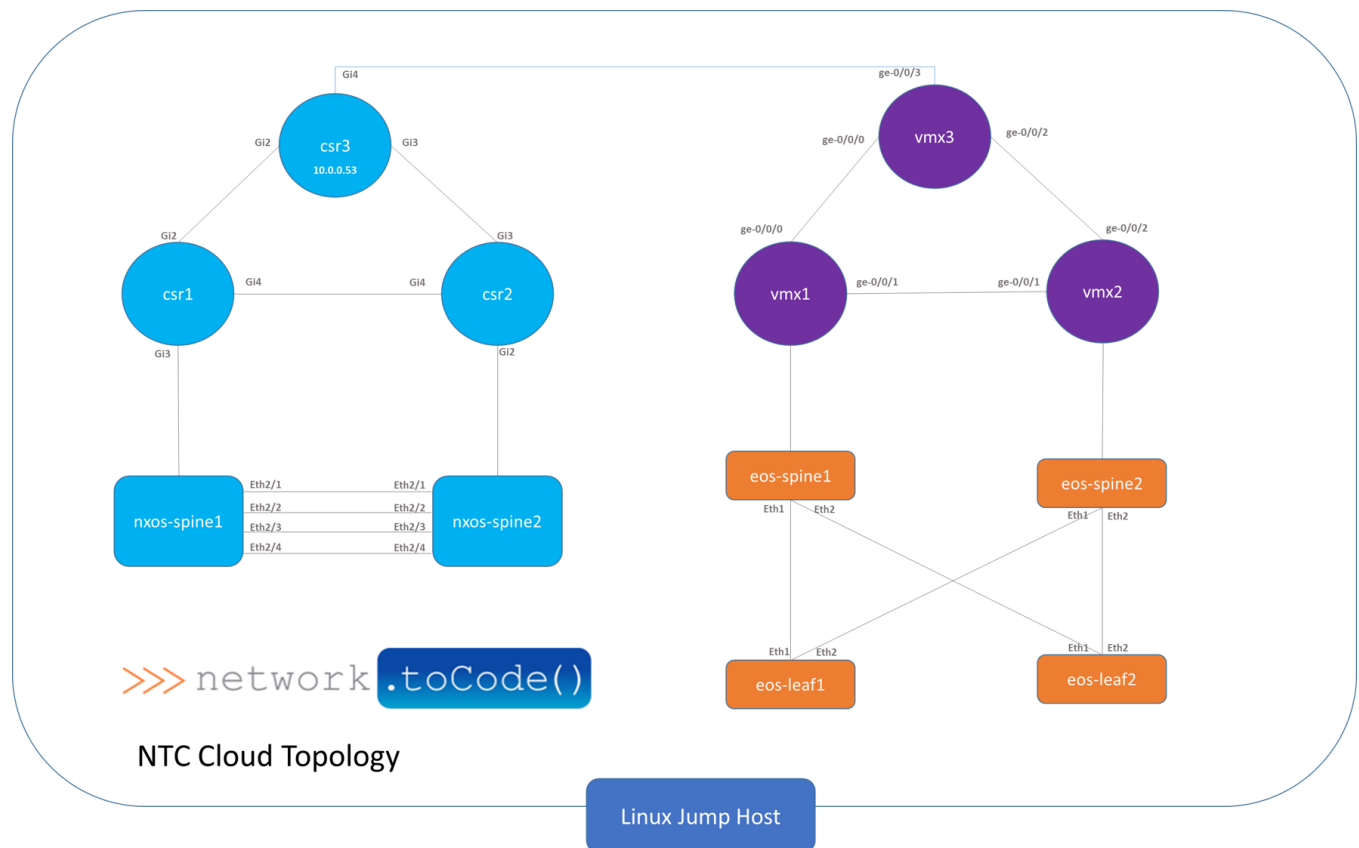 Gi4
ge-0/0/3
Gi2
csr3
10.0.0.53
Gi3
ge-0/0/0
vmx3
ge-0/0/2
Gi2
Gi3
ge-0/0/0
ge-0/0/2
csr1
Gi4
Gi4
csr2
vmx1
ge-0/0/1
ge-0/0/1
vmx2
Gi3
Gi2
eos-spine1
eos-spine2
Eth2/1
Eth2/1
Eth2/2
Eth2/2
nxos-spine1
nxos-spine2
Eth2/3
Eth2/3
Eth2/4
Eth2/4
Eth1
Eth2
Eth1
Eth2
Eth1
Eth2
Eth1
Eth2
eos-leaf1
eos-leaf2
>>> network .toCode()
NTC Cloud Topology
Linux Jump Host